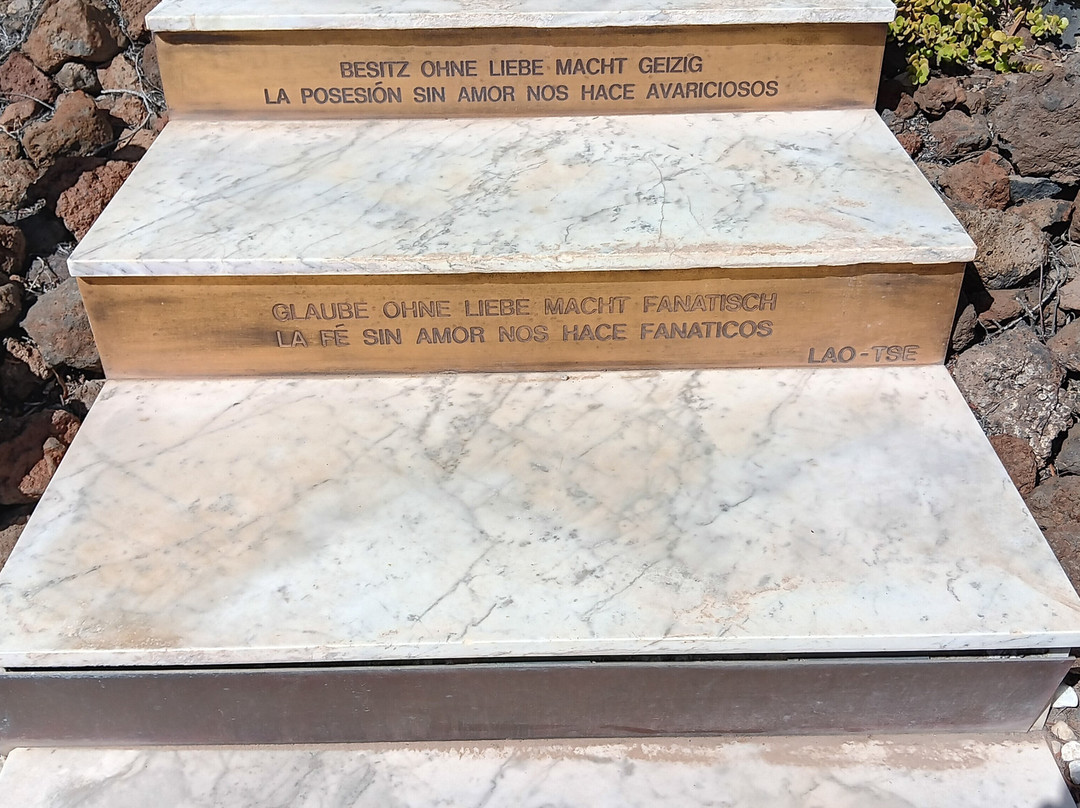 BESITZ OHNE LIEBE MACHT GEIZIG
LA POSESIÓN SIN AMOR NOS HACE AVARICIOSOS
GLAUBE OHNE LIEBE MACHT FANATISCH
LA FÉ SIN AMOR NOS HACE FANATICOS
LAO-TSE